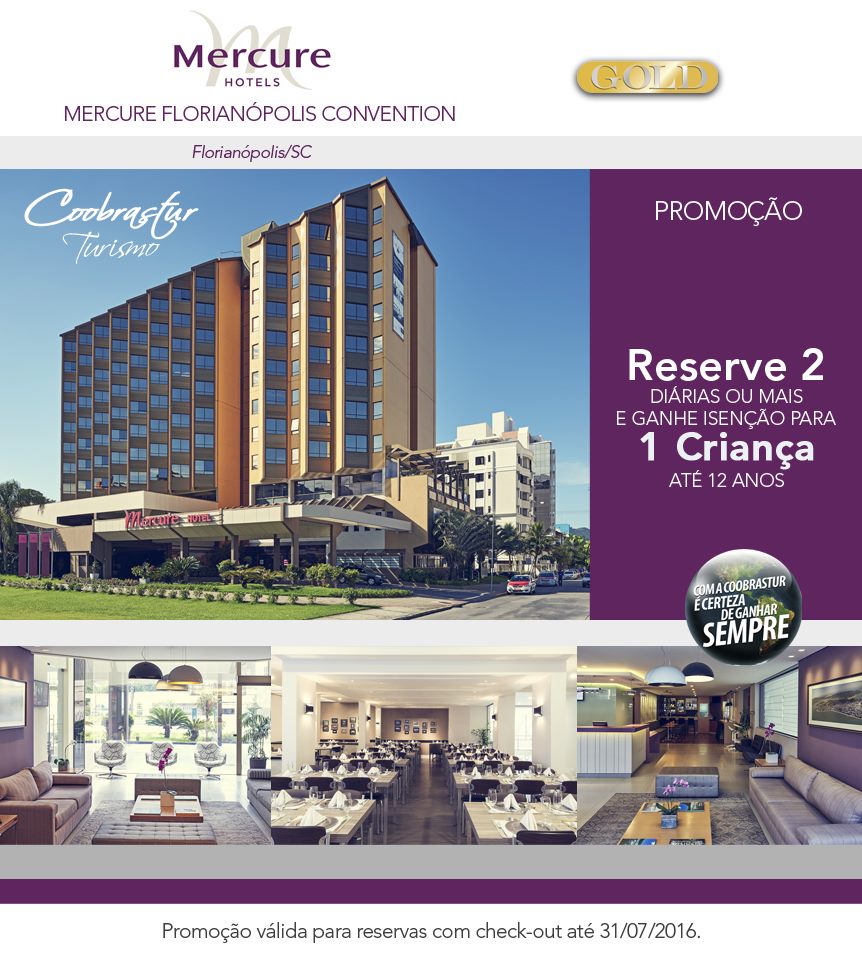 Mercure
HOTELS
GOLD
MERCURE FLORIANÓPOLIS CONVENTION
Florianópolis/SC
Coobrastur
Turismo
PROMOÇÃO
Reserve 2
DIÁRIAS OU MAIS
E GANHE ISENÇÃO PARA
1 Criança
ATÉ 12 ANOS
Mercure HOTEL
COM A COOBRASTUR
É CERTEZA
DE GANHAR
SEMPRE
Promoção válida para reservas com check-out até 31/07/2016.